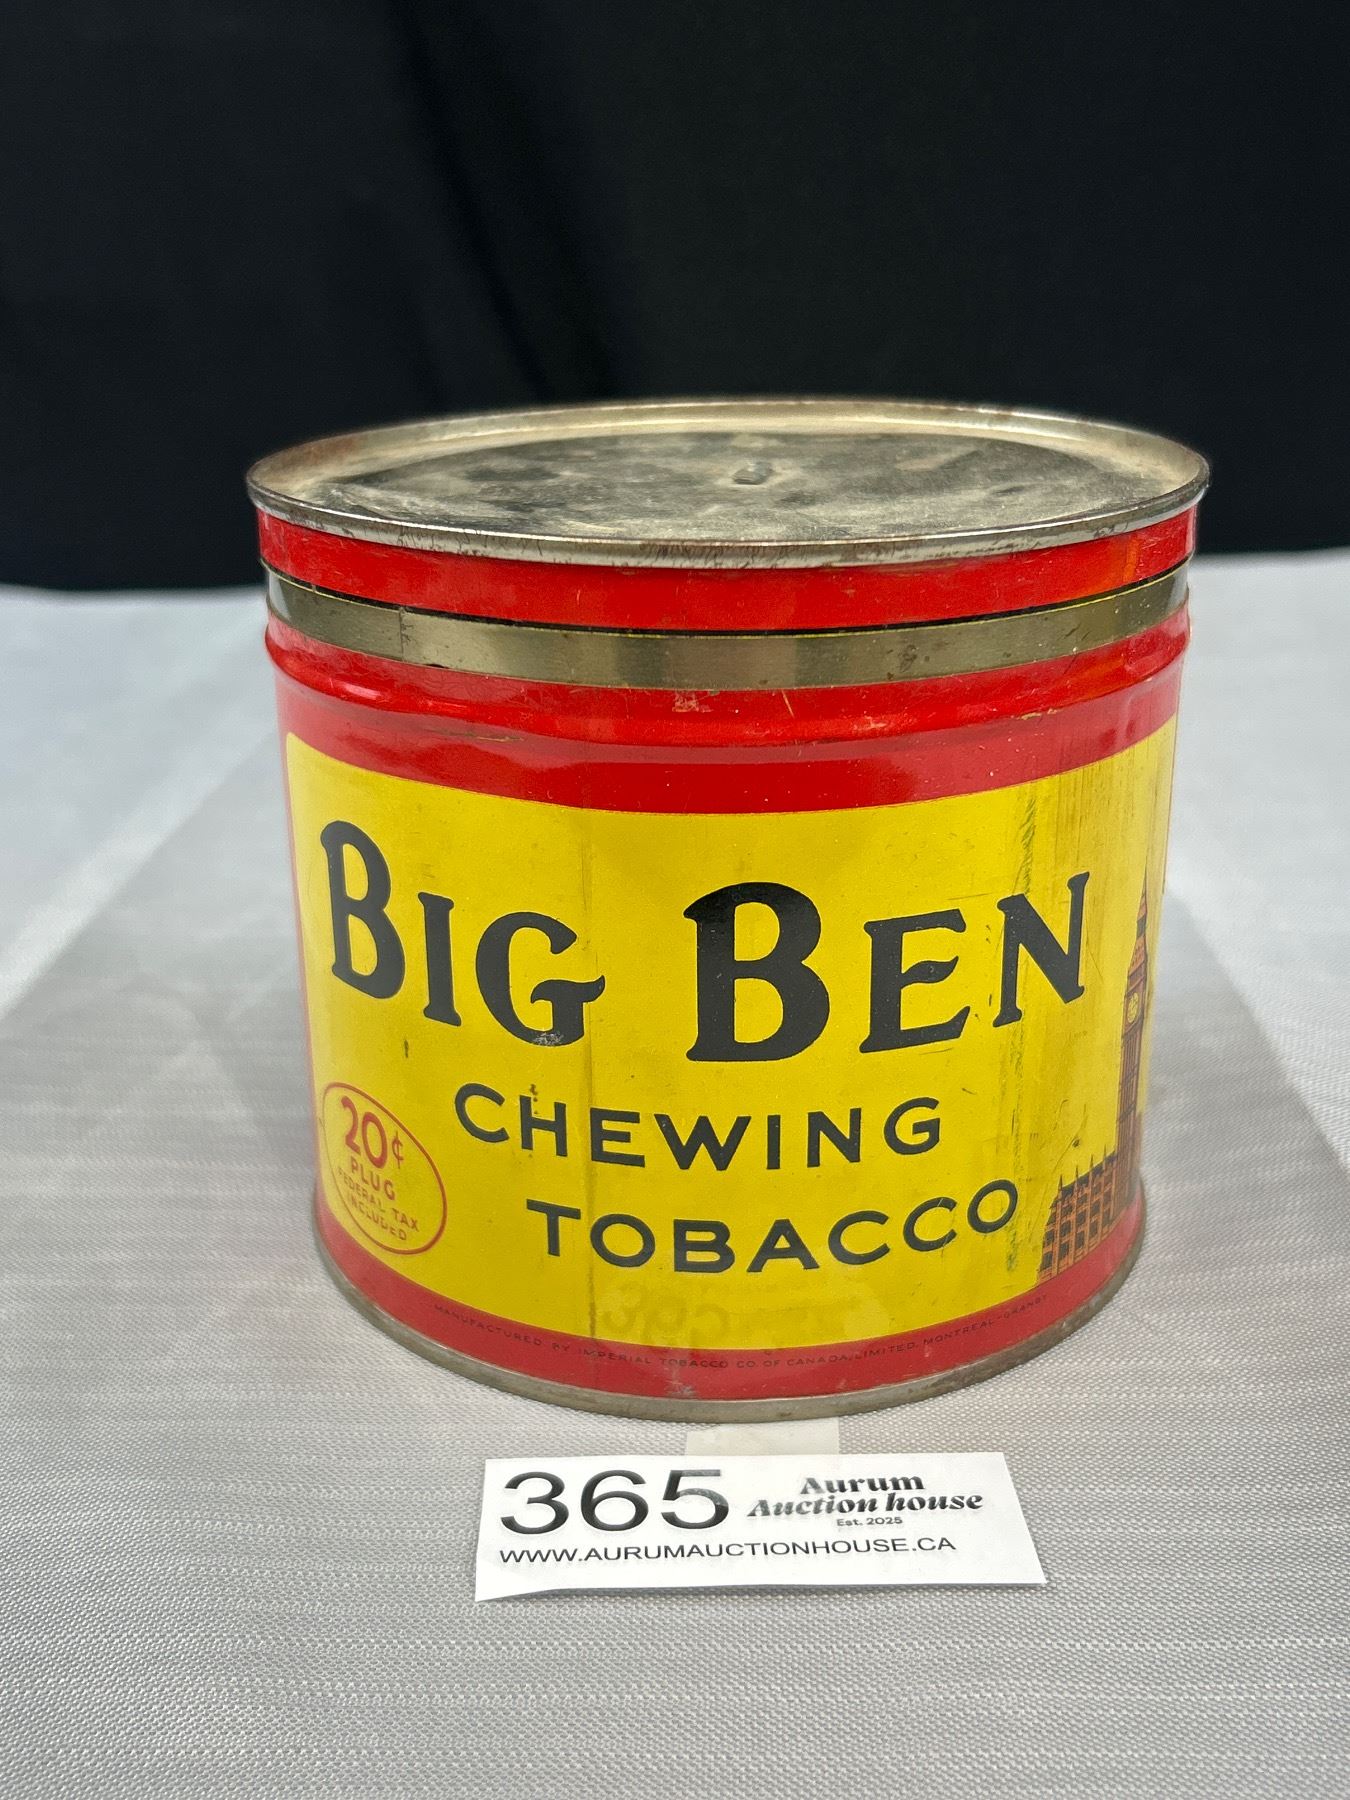 BIG BEN
CHEWING
TOBACCO
20¢
PLUG
FEDERAL TAX
INCLUDED
MANUFACTURED BY IMPERIAL TOBACCO CO. OF CANADA, LIMITED. MONTREAL-GRANBY
365
Aurum
Auction house
Est. 2025
WWW.AURUMAUCTIONHOUSE.CA